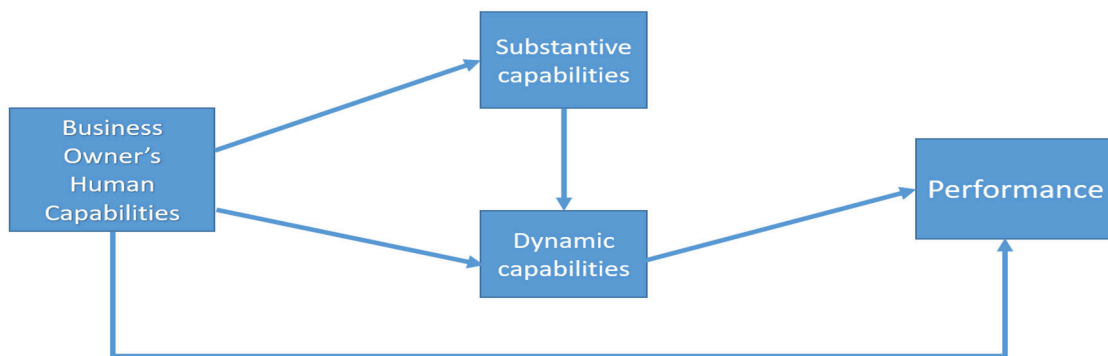 Substantive
capabilities
Business
Owner’s
Human
Capabilities
Performance
Dynamic
capabilities